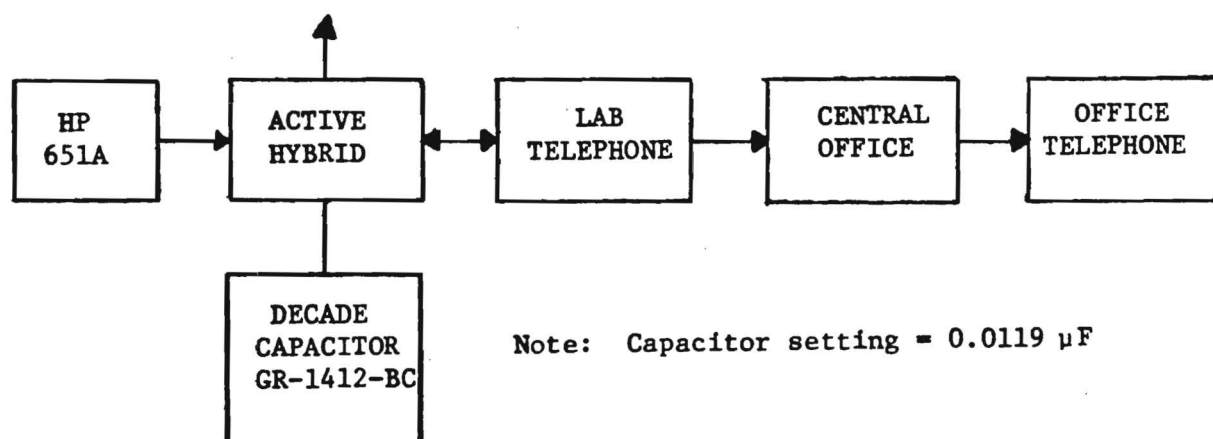 HP
651A
ACTIVE
HYBRID
LAB
TELEPHONE
CENTRAL
OFFICE
OFFICE
TELEPHONE
DECADE
CAPACITOR
GR-1412-BC
Note: Capacitor setting = 0.0119 µF